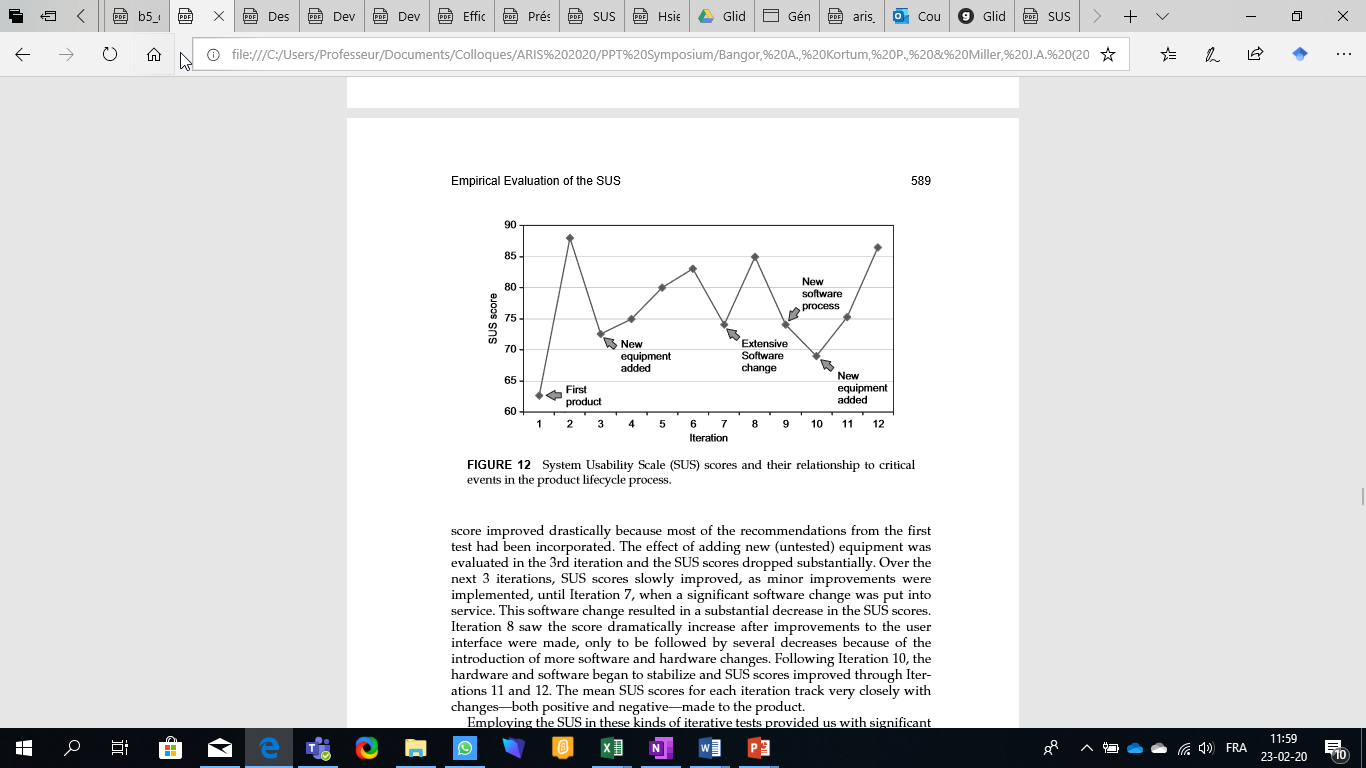 b5_(
Des
Dev
Dev
Effic
Prés
SUS
Hsie
Glid
Gén
aris_
Cou
Glid
SUS
file:///C:/Users/Professeur/Documents/Colloques/ARIS%202020/PPT%20Symposium/Bangor,%20A.,%20Kortum,%20P.,%20&%20Miller,%20J.A.%20(20
Empirical Evaluation of the SUS 589
90
85
80
75
70
65
60
SUS score
First
product
New
equipment
added
Extensive
Software
change
New
software
process
New
equipment
added
1 2 3 4 5 6 7 8 9 10 11 12
Iteration
FIGURE 12 System Usability Scale (SUS) scores and their relationship to critical
events in the product lifecycle process.
score improved drastically because most of the recommendations from the first
test had been incorporated. The effect of adding new (untested) equipment was
evaluated in the 3rd iteration and the SUS scores dropped substantially. Over the
next 3 iterations, SUS scores slowly improved, as minor improvements were
implemented, until Iteration 7, when a significant software change was put into
service. This software change resulted in a substantial decrease in the SUS scores.
Iteration 8 saw the score dramatically increase after improvements to the user
interface were made, only to be followed by several decreases because of the
introduction of more software and hardware changes. Following Iteration 10, the
hardware and software began to stabilize and SUS scores improved through Iter-
ations 11 and 12. The mean SUS scores for each iteration track very closely with
changes—both positive and negative—made to the product.
Employing the SUS in these kinds of iterative tests provided us with significant
FRA
11:59
23-02-20
10